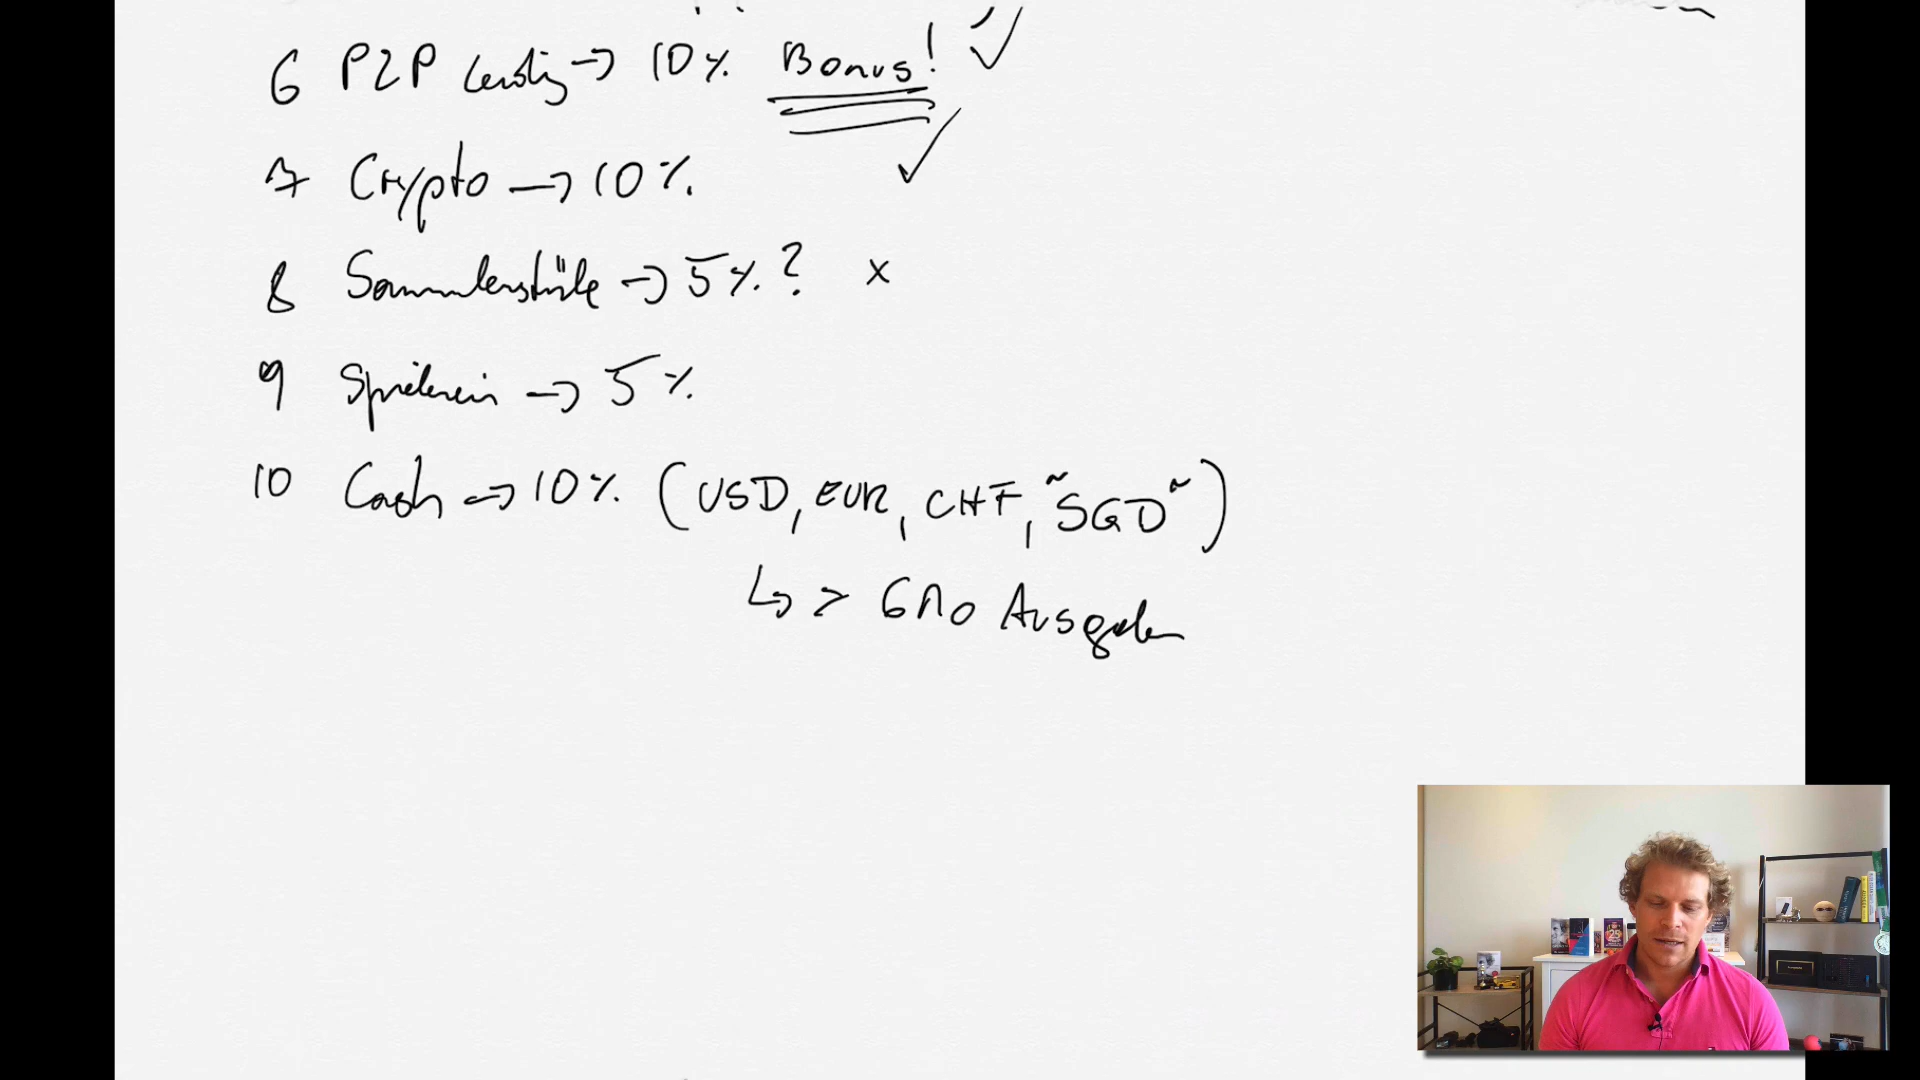 6 P2P Lending → 10% Bonus! ✓
7 Crypto → 10% ✓
8 Sammlerstücke → 5%? x
9 Spielerein → 5%
10 Cash → 10% (USD, EUR, CHF, ~SGD~)
↳ > 6Mo Ausgaben
25